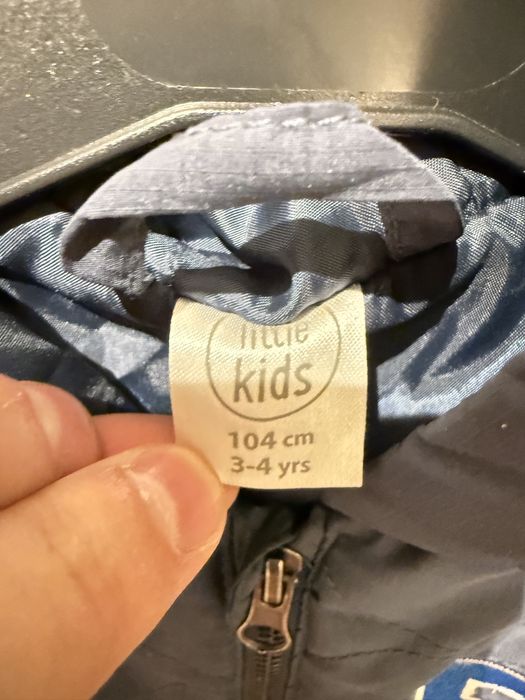 little
kids
104 cm
3-4 yrs